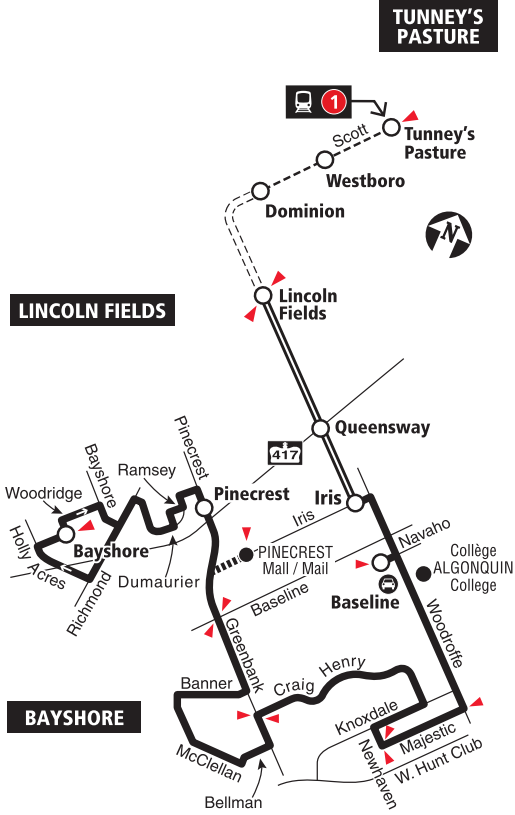 TUNNEY'S
PASTURE
1
Scott
Tunney's
Pasture
Westboro
Dominion
N
LINCOLN FIELDS
Lincoln
Fields
Queensway
417
Pinecrest
Ramsey
Bayshore
Woodridge
Pinecrest
Iris
Iris
Navaho
Holly Acres
Bayshore
Dumaurier
Richmond
PINECREST
Mall / Mail
Collège
ALGONQUIN
College
Baseline
Baseline
Woodroffe
Greenbank
Banner
Craig
Henry
BAYSHORE
Knoxdale
Majestic
McClellan
Newhaven
W. Hunt Club
Bellman